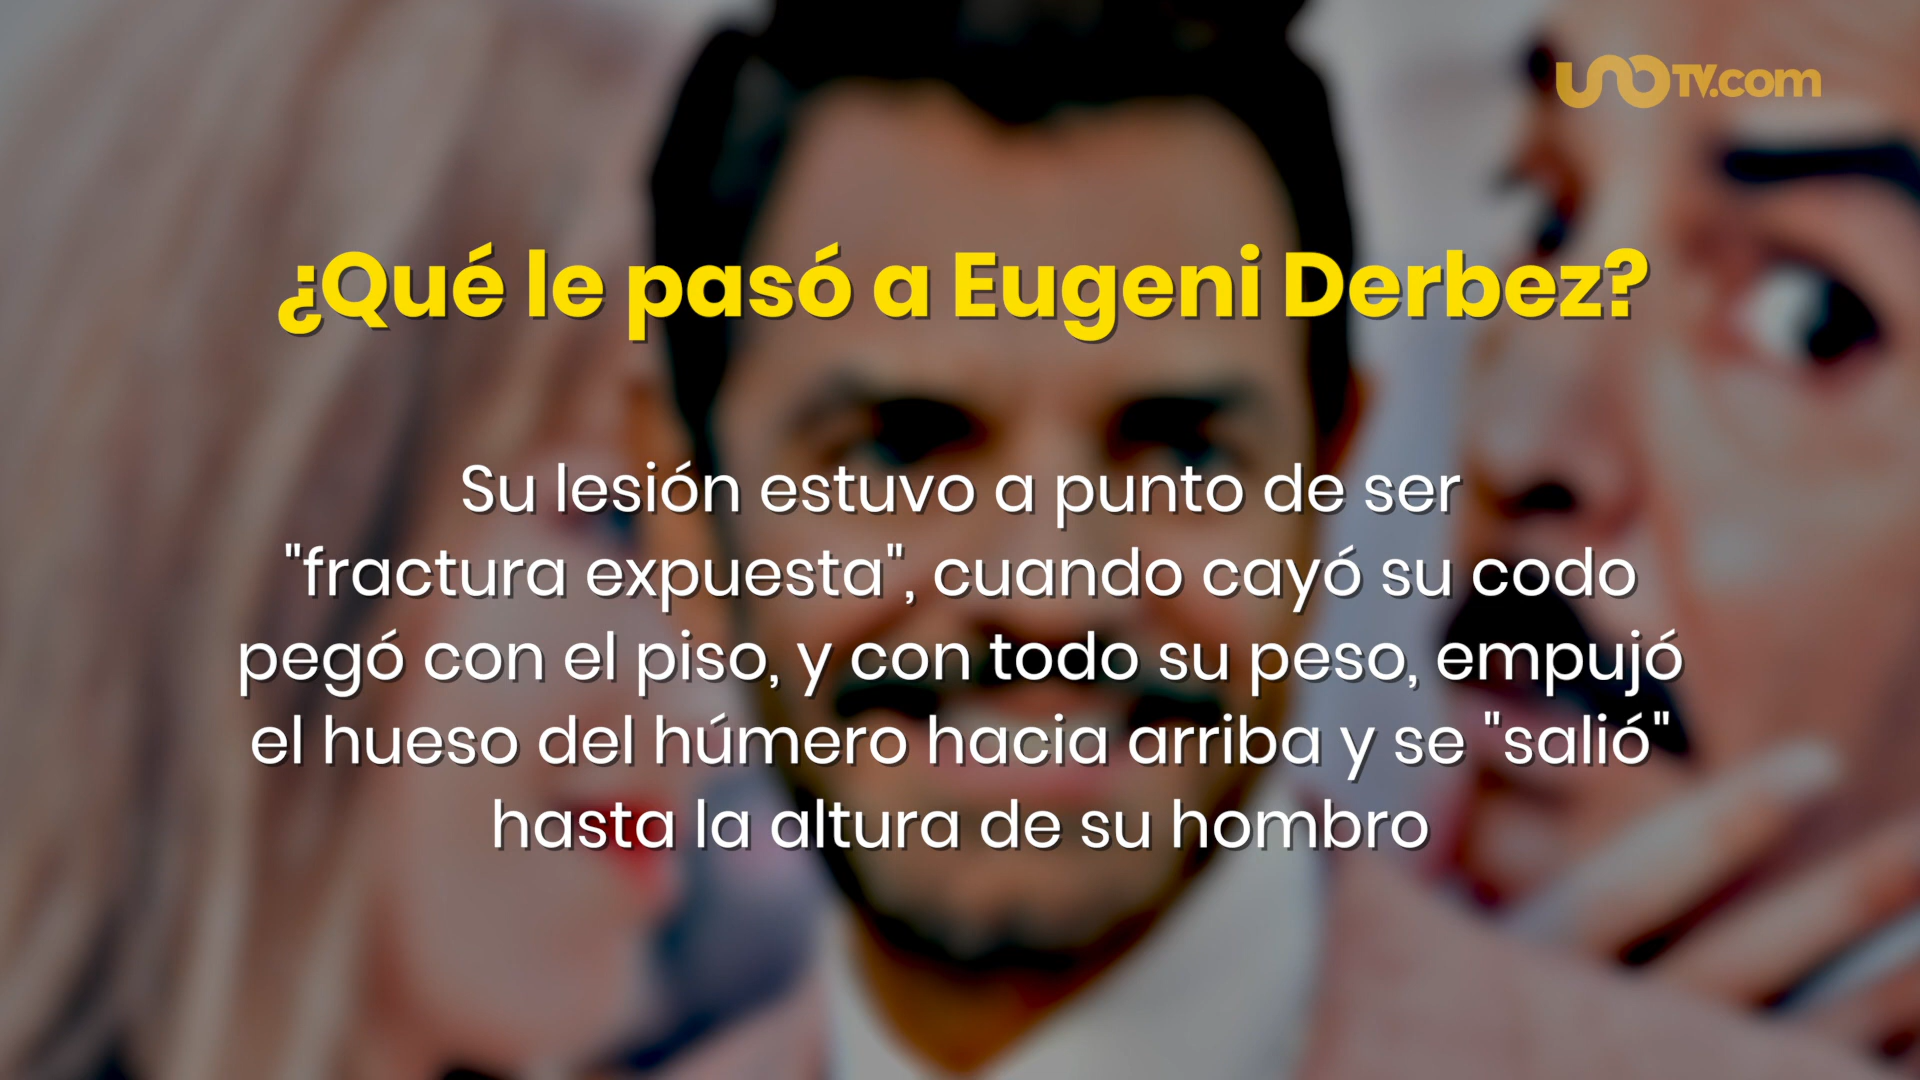 UNOTV.com
¿Qué le pasó a Eugeni Derbez?
Su lesión estuvo a punto de ser
"fractura expuesta", cuando cayó su codo
pegó con el piso, y con todo su peso, empujó
el hueso del húmero hacia arriba y se "salió"
hasta la altura de su hombro